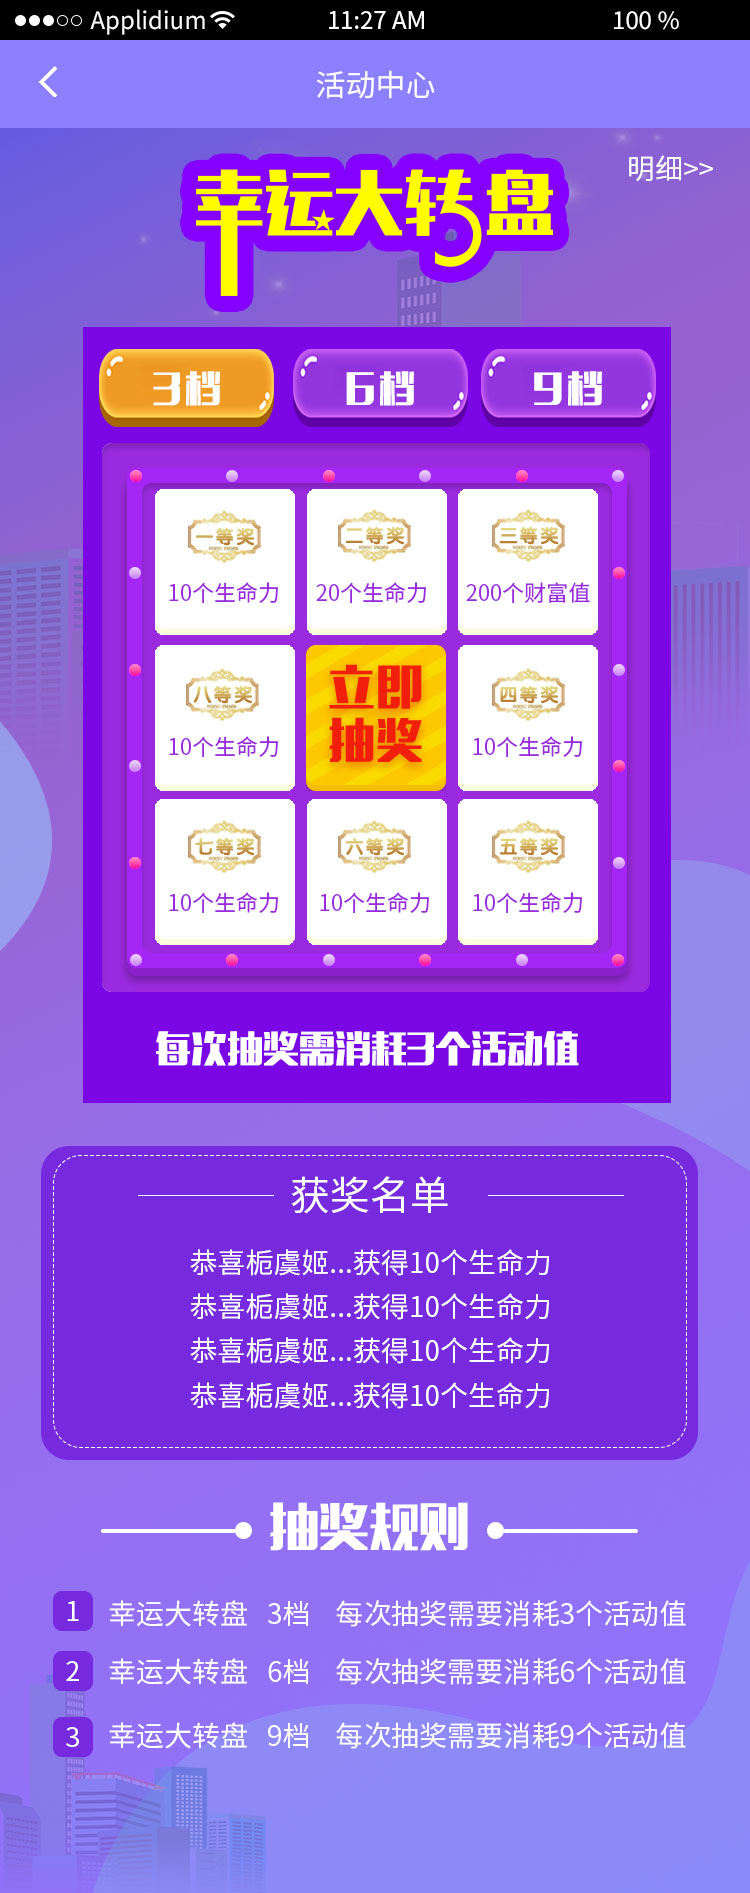 Applidium 11:27 AM 100 %
活动中心
明细>>
幸运大转盘
3档 6档 9档
一等奖 二等奖 三等奖
10个生命力 20个生命力 200个财富值
八等奖 立即抽奖 四等奖
10个生命力 10个生命力
七等奖 六等奖 五等奖
10个生命力 10个生命力 10个生命力
每次抽奖需消耗3个活动值
获奖名单
恭喜栀虞姬...获得10个生命力
恭喜栀虞姬...获得10个生命力
恭喜栀虞姬...获得10个生命力
恭喜栀虞姬...获得10个生命力
抽奖规则
1 幸运大转盘 3档 每次抽奖需要消耗3个活动值
2 幸运大转盘 6档 每次抽奖需要消耗6个活动值
3 幸运大转盘 9档 每次抽奖需要消耗9个活动值